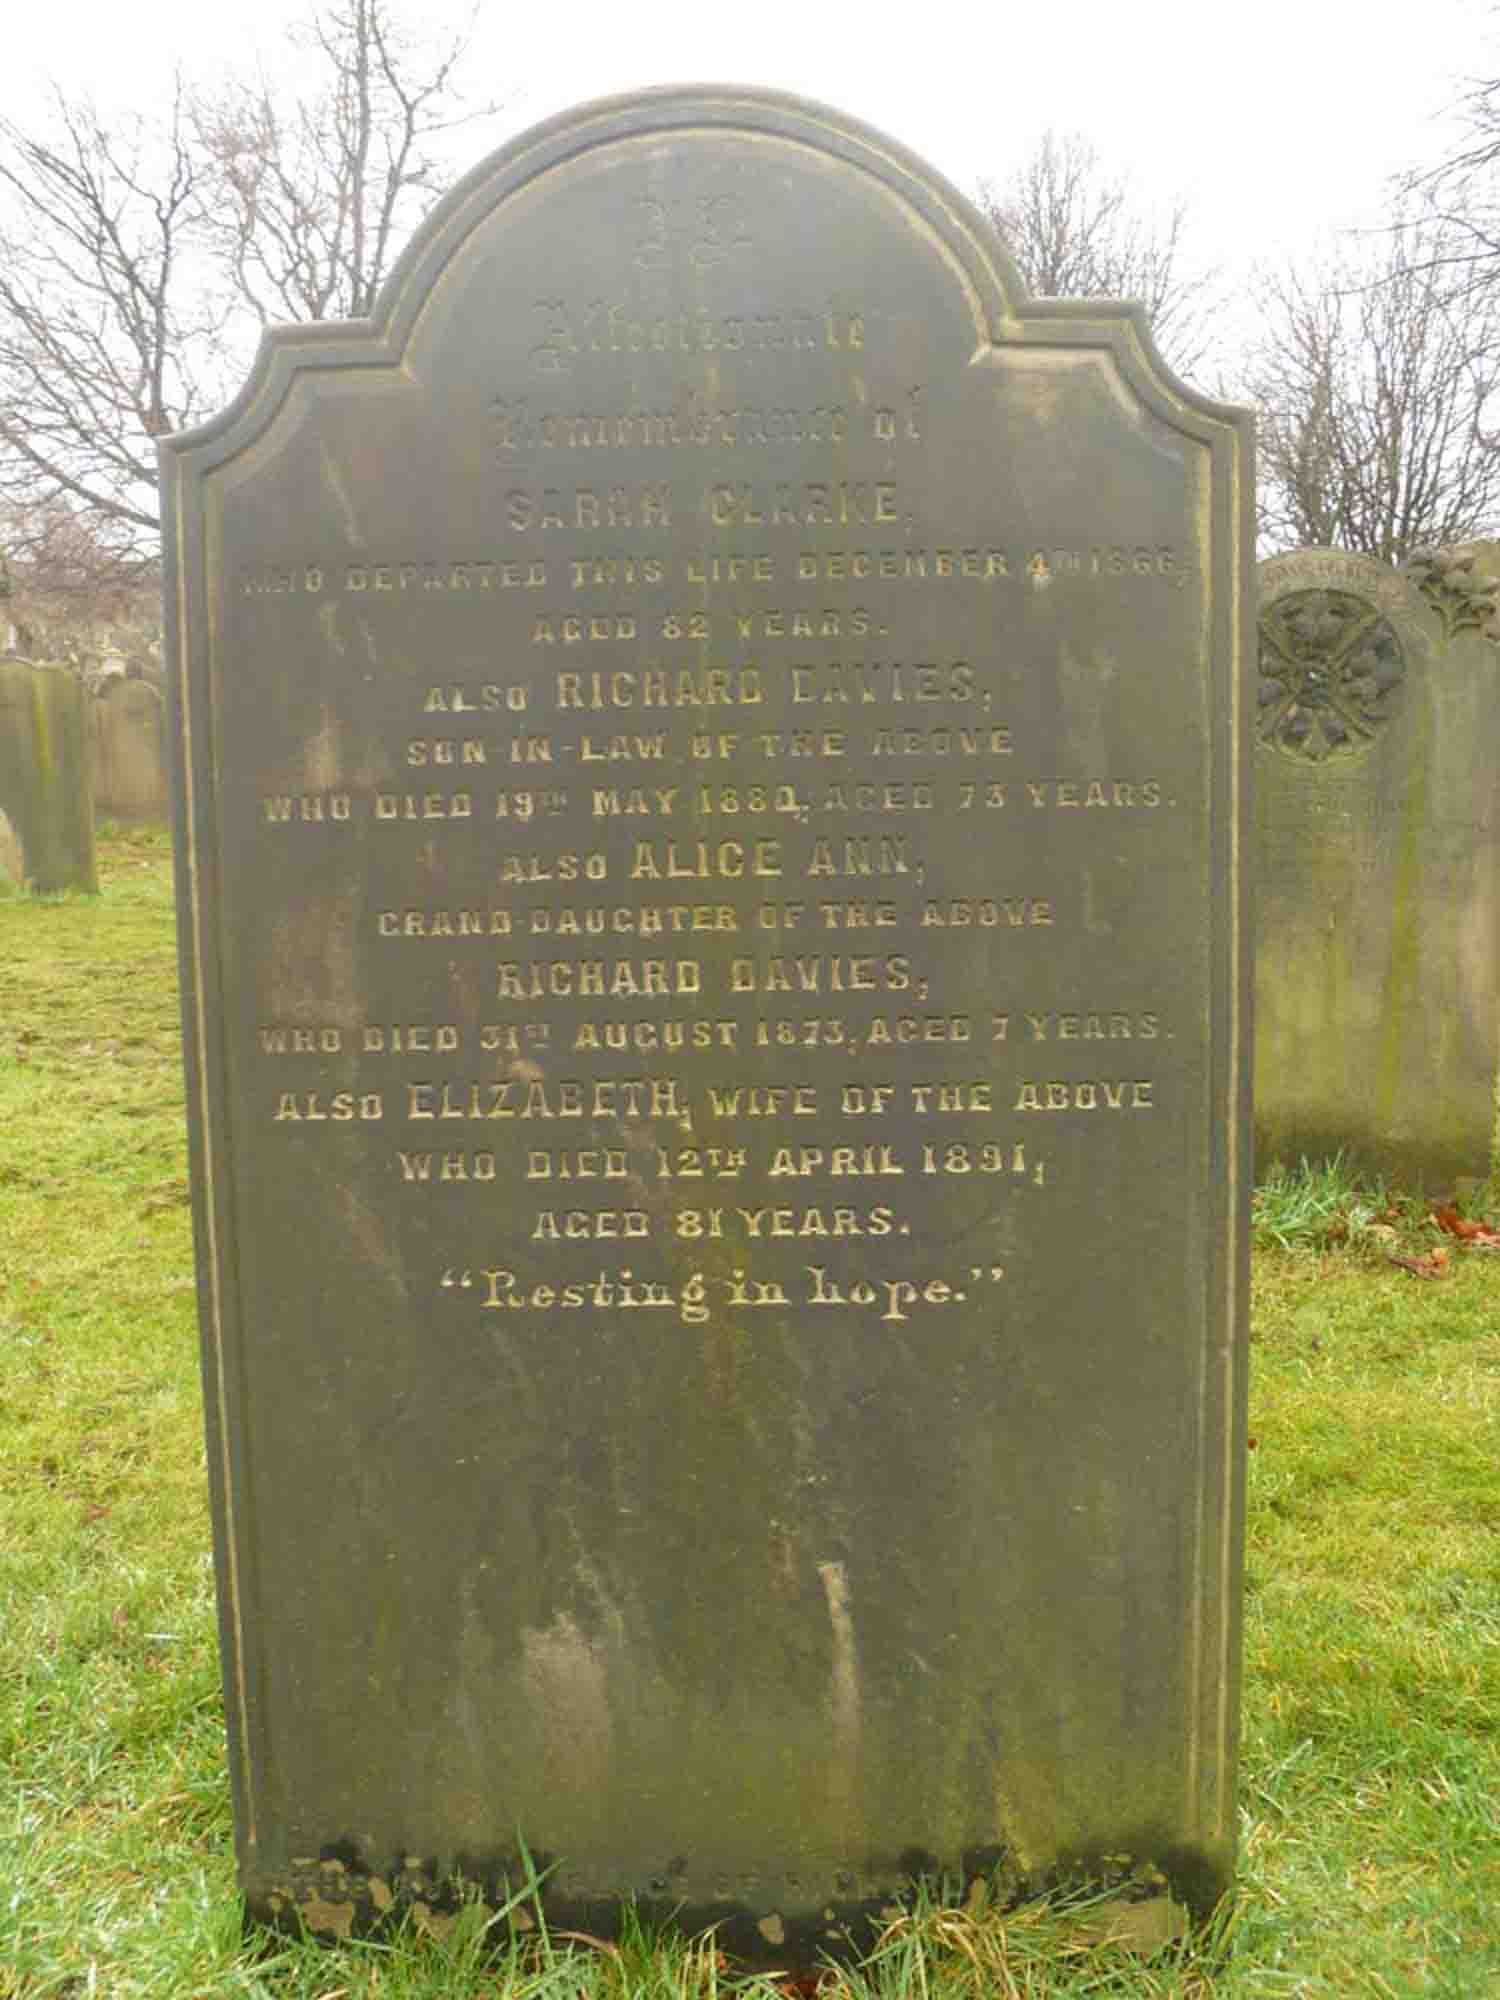 In
Affectionate
Remembrance of
SARAH CLARKE,
WHO DEPARTED THIS LIFE DECEMBER 4TH 1866,
AGED 82 YEARS.
ALSO RICHARD DAVIES,
SON-IN-LAW OF THE ABOVE
WHO DIED 19TH MAY 1880, AGED 73 YEARS.
ALSO ALICE ANN,
GRAND-DAUGHTER OF THE ABOVE
RICHARD DAVIES,
WHO DIED 31ST AUGUST 1873, AGED 7 YEARS.
ALSO ELIZABETH, WIFE OF THE ABOVE
WHO DIED 12TH APRIL 1891,
AGED 81 YEARS.
"Resting in hope."